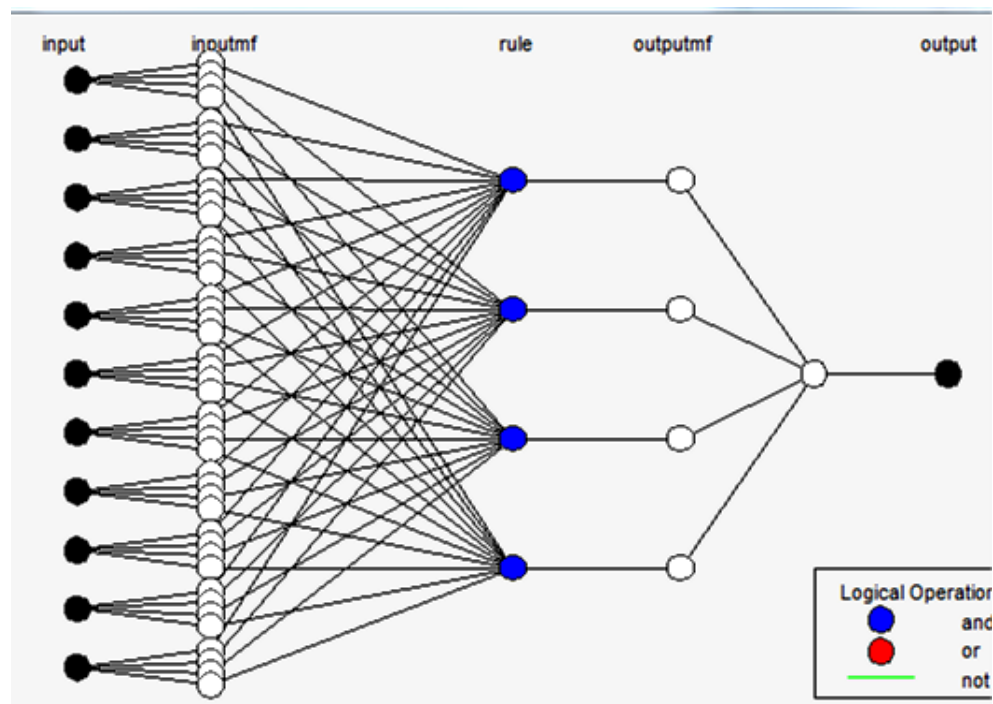 input inputmf rule outputmf output
Logical Operation
and
or
not